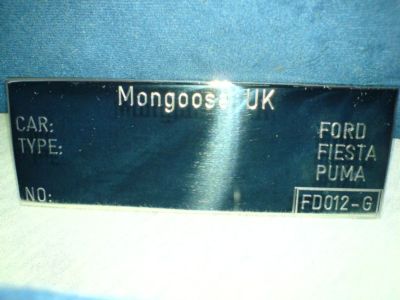 Mongoose UK
CAR: FORD
TYPE: FIESTA
PUMA
NO: FD012-G